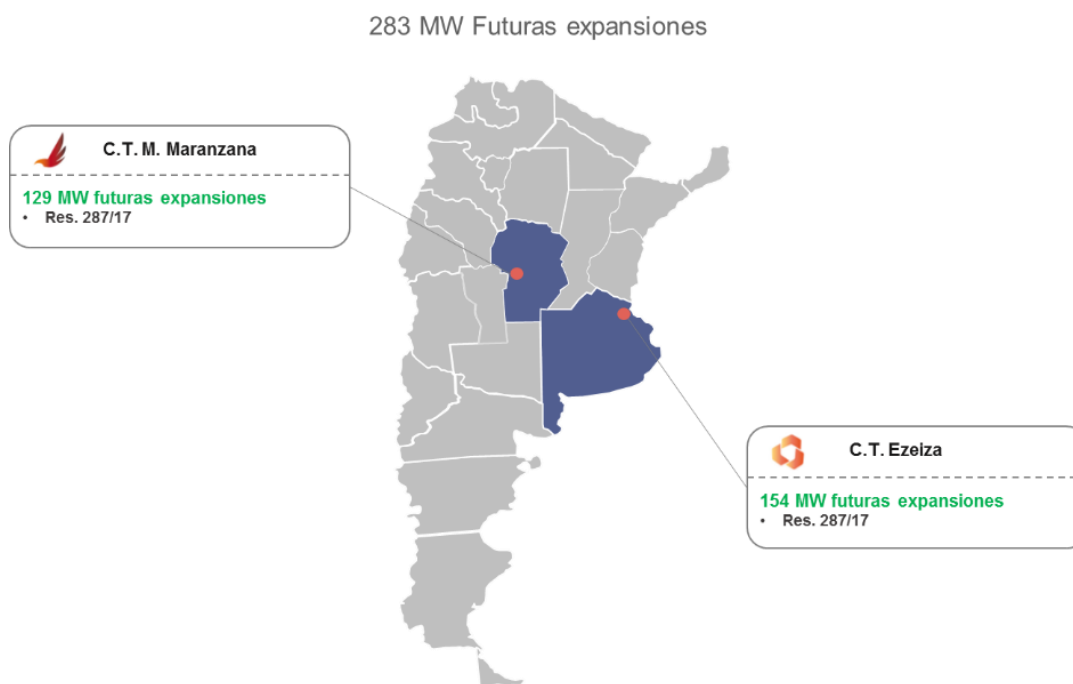 283 MW Futuras expansiones
C.T. M. Maranzana
129 MW futuras expansiones
• Res. 287/17
C.T. Ezeiza
154 MW futuras expansiones
• Res. 287/17